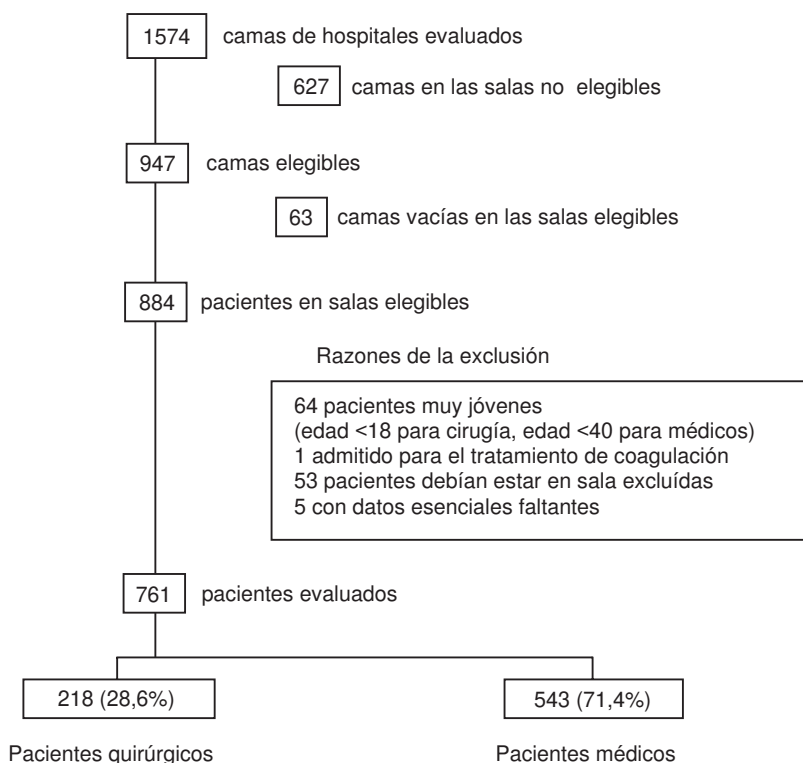 1574 camas de hospitales evaluados
627 camas en las salas no elegibles
947 camas elegibles
63 camas vacías en las salas elegibles
884 pacientes en salas elegibles
Razones de la exclusión
64 pacientes muy jóvenes
(edad <18 para cirugía, edad <40 para médicos)
1 admitido para el tratamiento de coagulación
53 pacientes debían estar en sala excluídas
5 con datos esenciales faltantes
761 pacientes evaluados
218 (28,6%)
543 (71,4%)
Pacientes quirúrgicos
Pacientes médicos